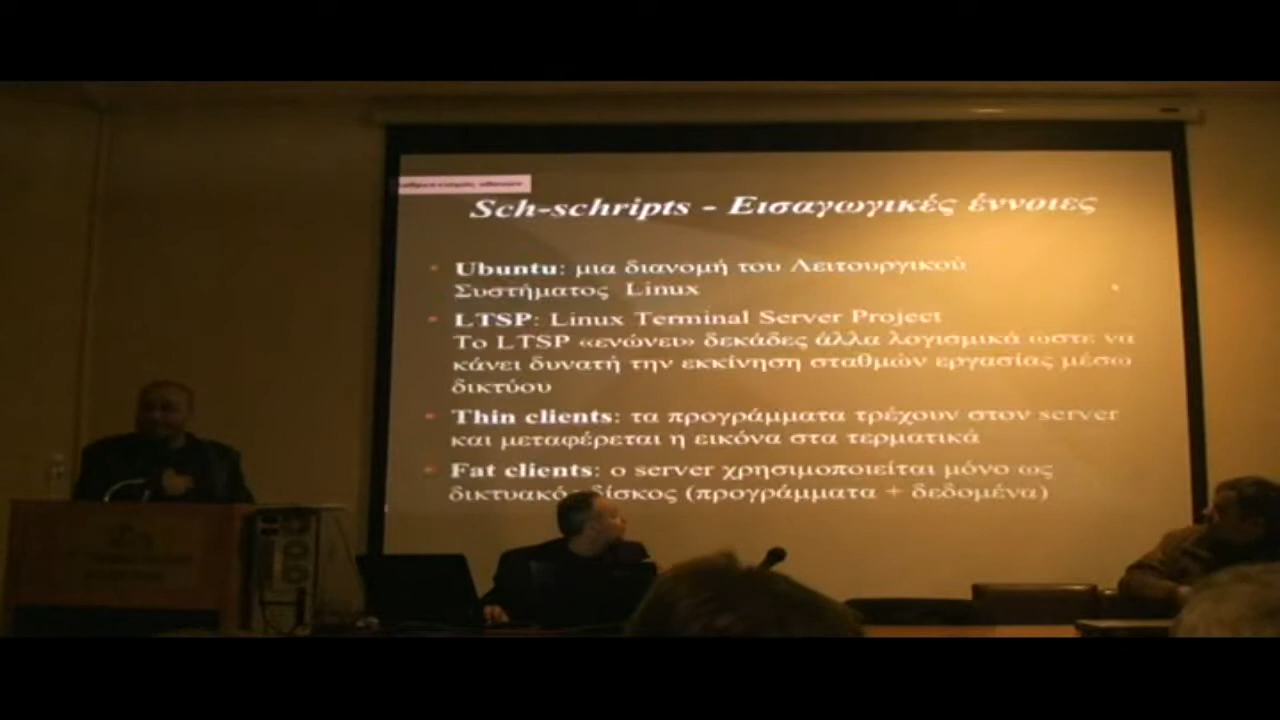 Sch-schripts - Εισαγωγικές έννοιες
Ubuntu: μια διανομή του Λειτουργικού
Συστήματος Linux
LTSP: Linux Terminal Server Project
Το LTSP «ενώνει» δεκάδες άλλα λογισμικά ώστε να
κάνει δυνατή την εκκίνηση σταθμών εργασίας μέσω
δικτύου
Thin clients: τα προγράμματα τρέχουν στον server
και μεταφέρεται η εικόνα στα τερματικά
Fat clients: ο server χρησιμοποιείται μόνο ως
δικτυακός δίσκος (προγράμματα + δεδομένα)